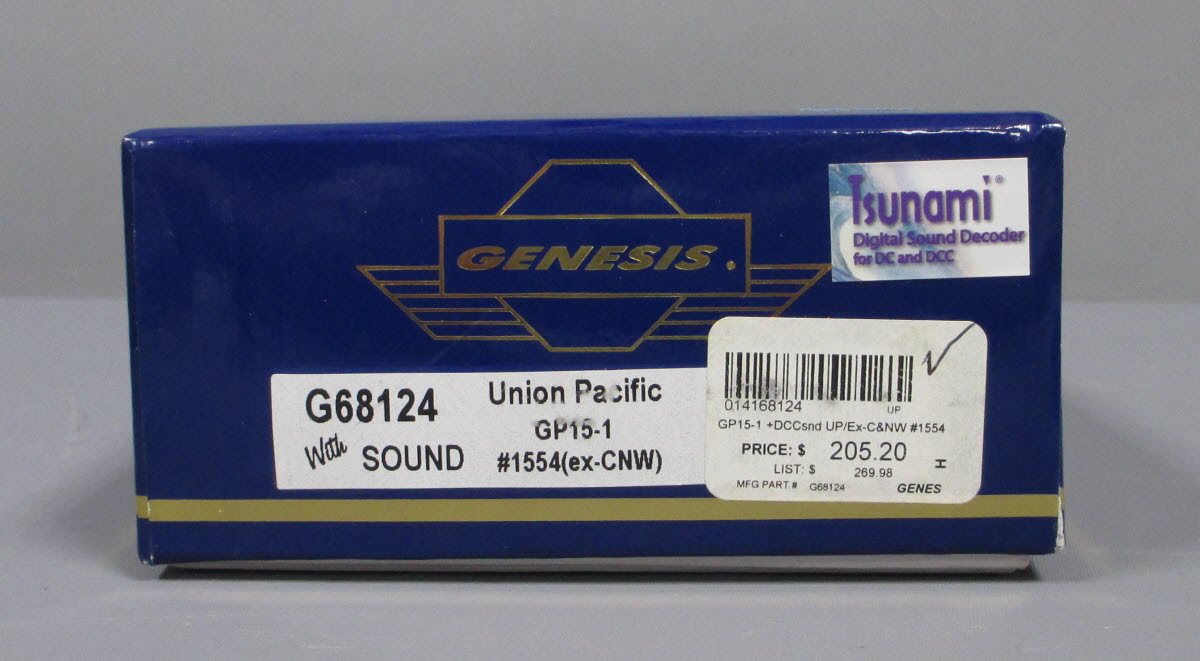 GENESIS
Tsunami®
Digital Sound Decoder
for DC and DCC
G68124
With SOUND
Union Pacific
GP15-1
#1554(ex-CNW)
014168124
UP
GP15-1 +DCCsnd UP/Ex-C&NW #1554
PRICE: $ 205.20
LIST: $ 269.98
H
MFG PART # G68124 GENES